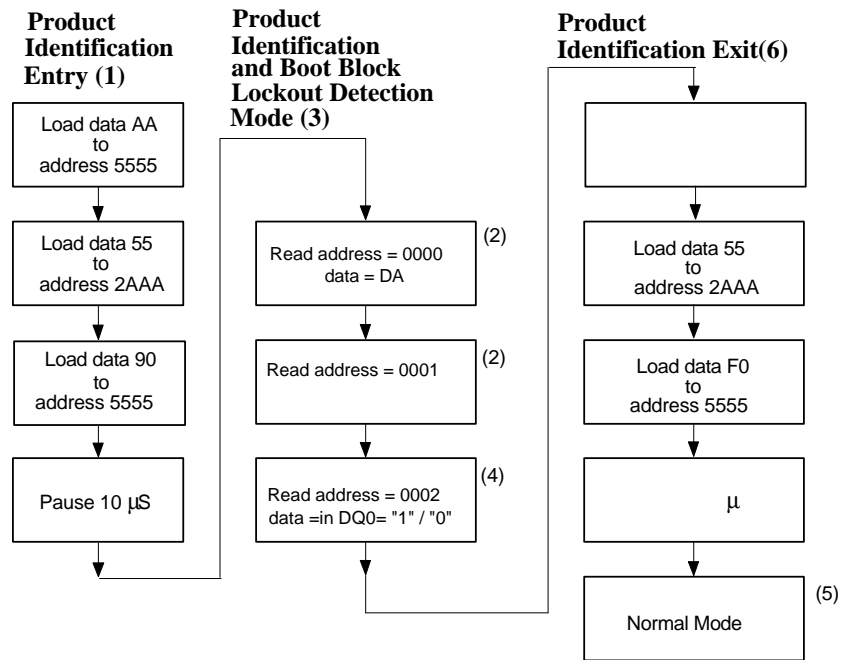 Product
Identification
Entry (1)
Load data AA
to
address 5555
Load data 55
to
address 2AAA
Load data 90
to
address 5555
Pause 10 μS
Product
Identification
and Boot Block
Lockout Detection
Mode (3)
Read address = 0000
data = DA
(2)
Read address = 0001
(2)
Read address = 0002
data =in DQ0= "1" / "0"
(4)
Product
Identification Exit(6)
Load data 55
to
address 2AAA
Load data F0
to
address 5555
μ
Normal Mode
(5)